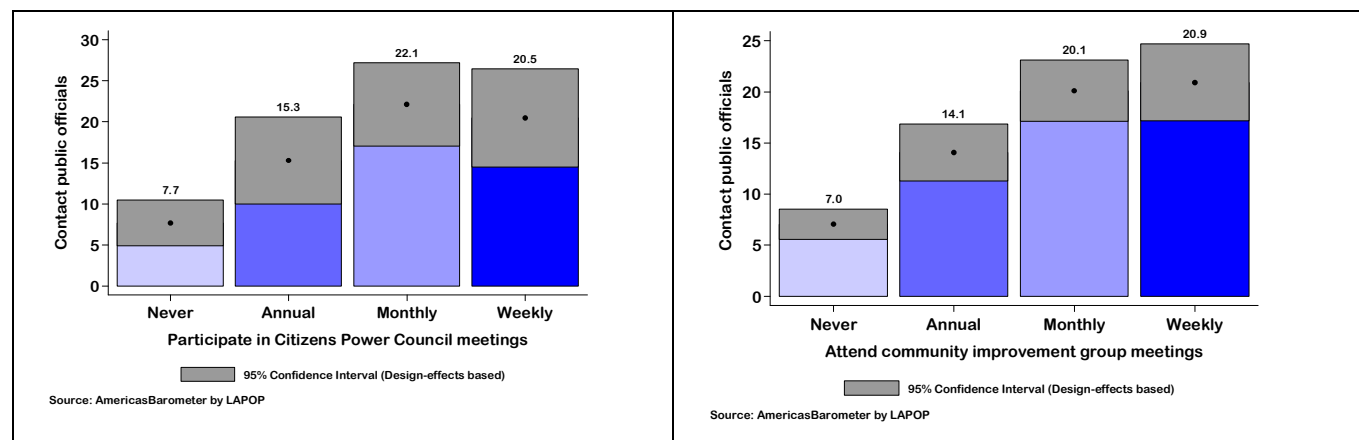 Contact public officials
30
25
20
15
10
5
0
7.7
15.3
22.1
20.5
Never Annual Monthly Weekly
Participate in Citizens Power Council meetings
95% Confidence Interval (Design-effects based)
Source: AmericasBarometer by LAPOP
Contact public officials
25
20
15
10
5
0
7.0
14.1
20.1
20.9
Never Annual Monthly Weekly
Attend community improvement group meetings
95% Confidence Interval (Design-effects based)
Source: AmericasBarometer by LAPOP